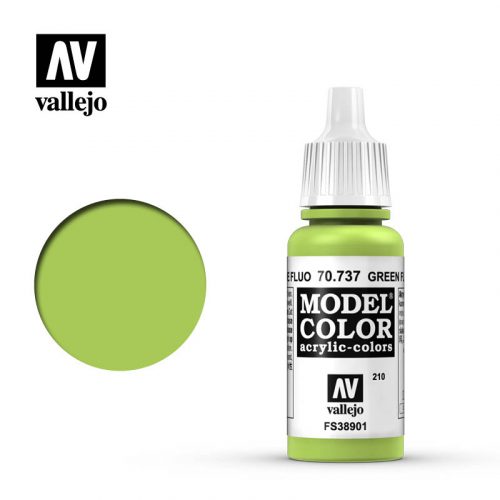 AV
vallejo
FLUO 70.737 GREEN
MODEL
COLOR
acrylic-colors
210
AV
vallejo
FS38901